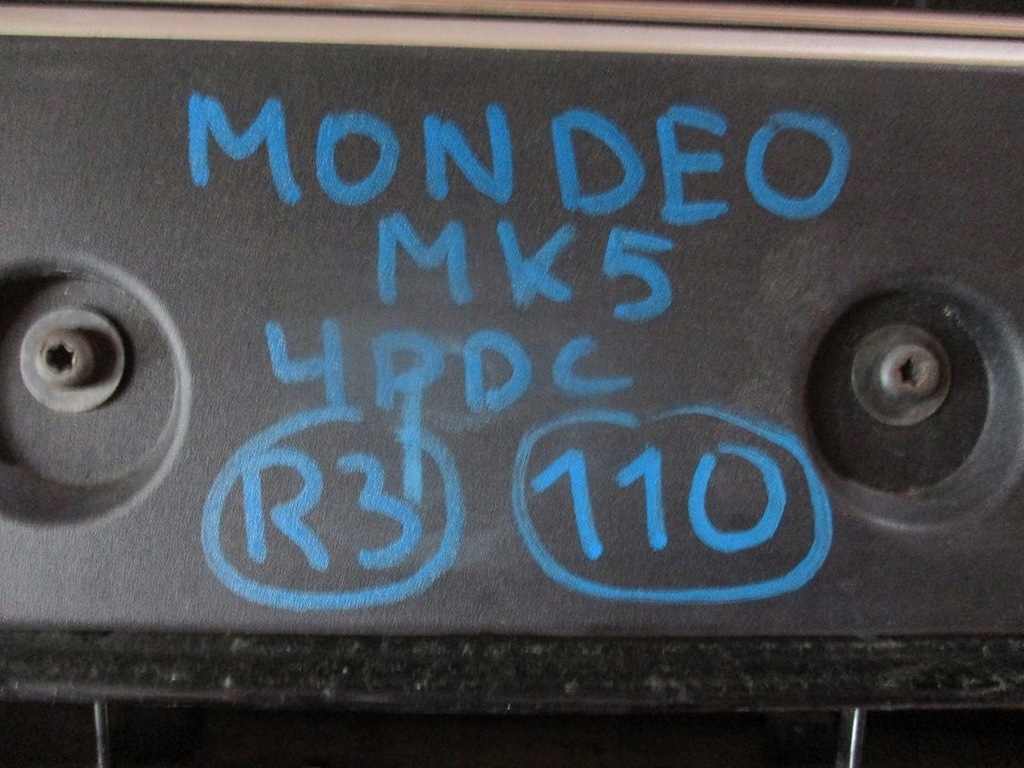 MONDEO
MK5
4PDC
R3 110